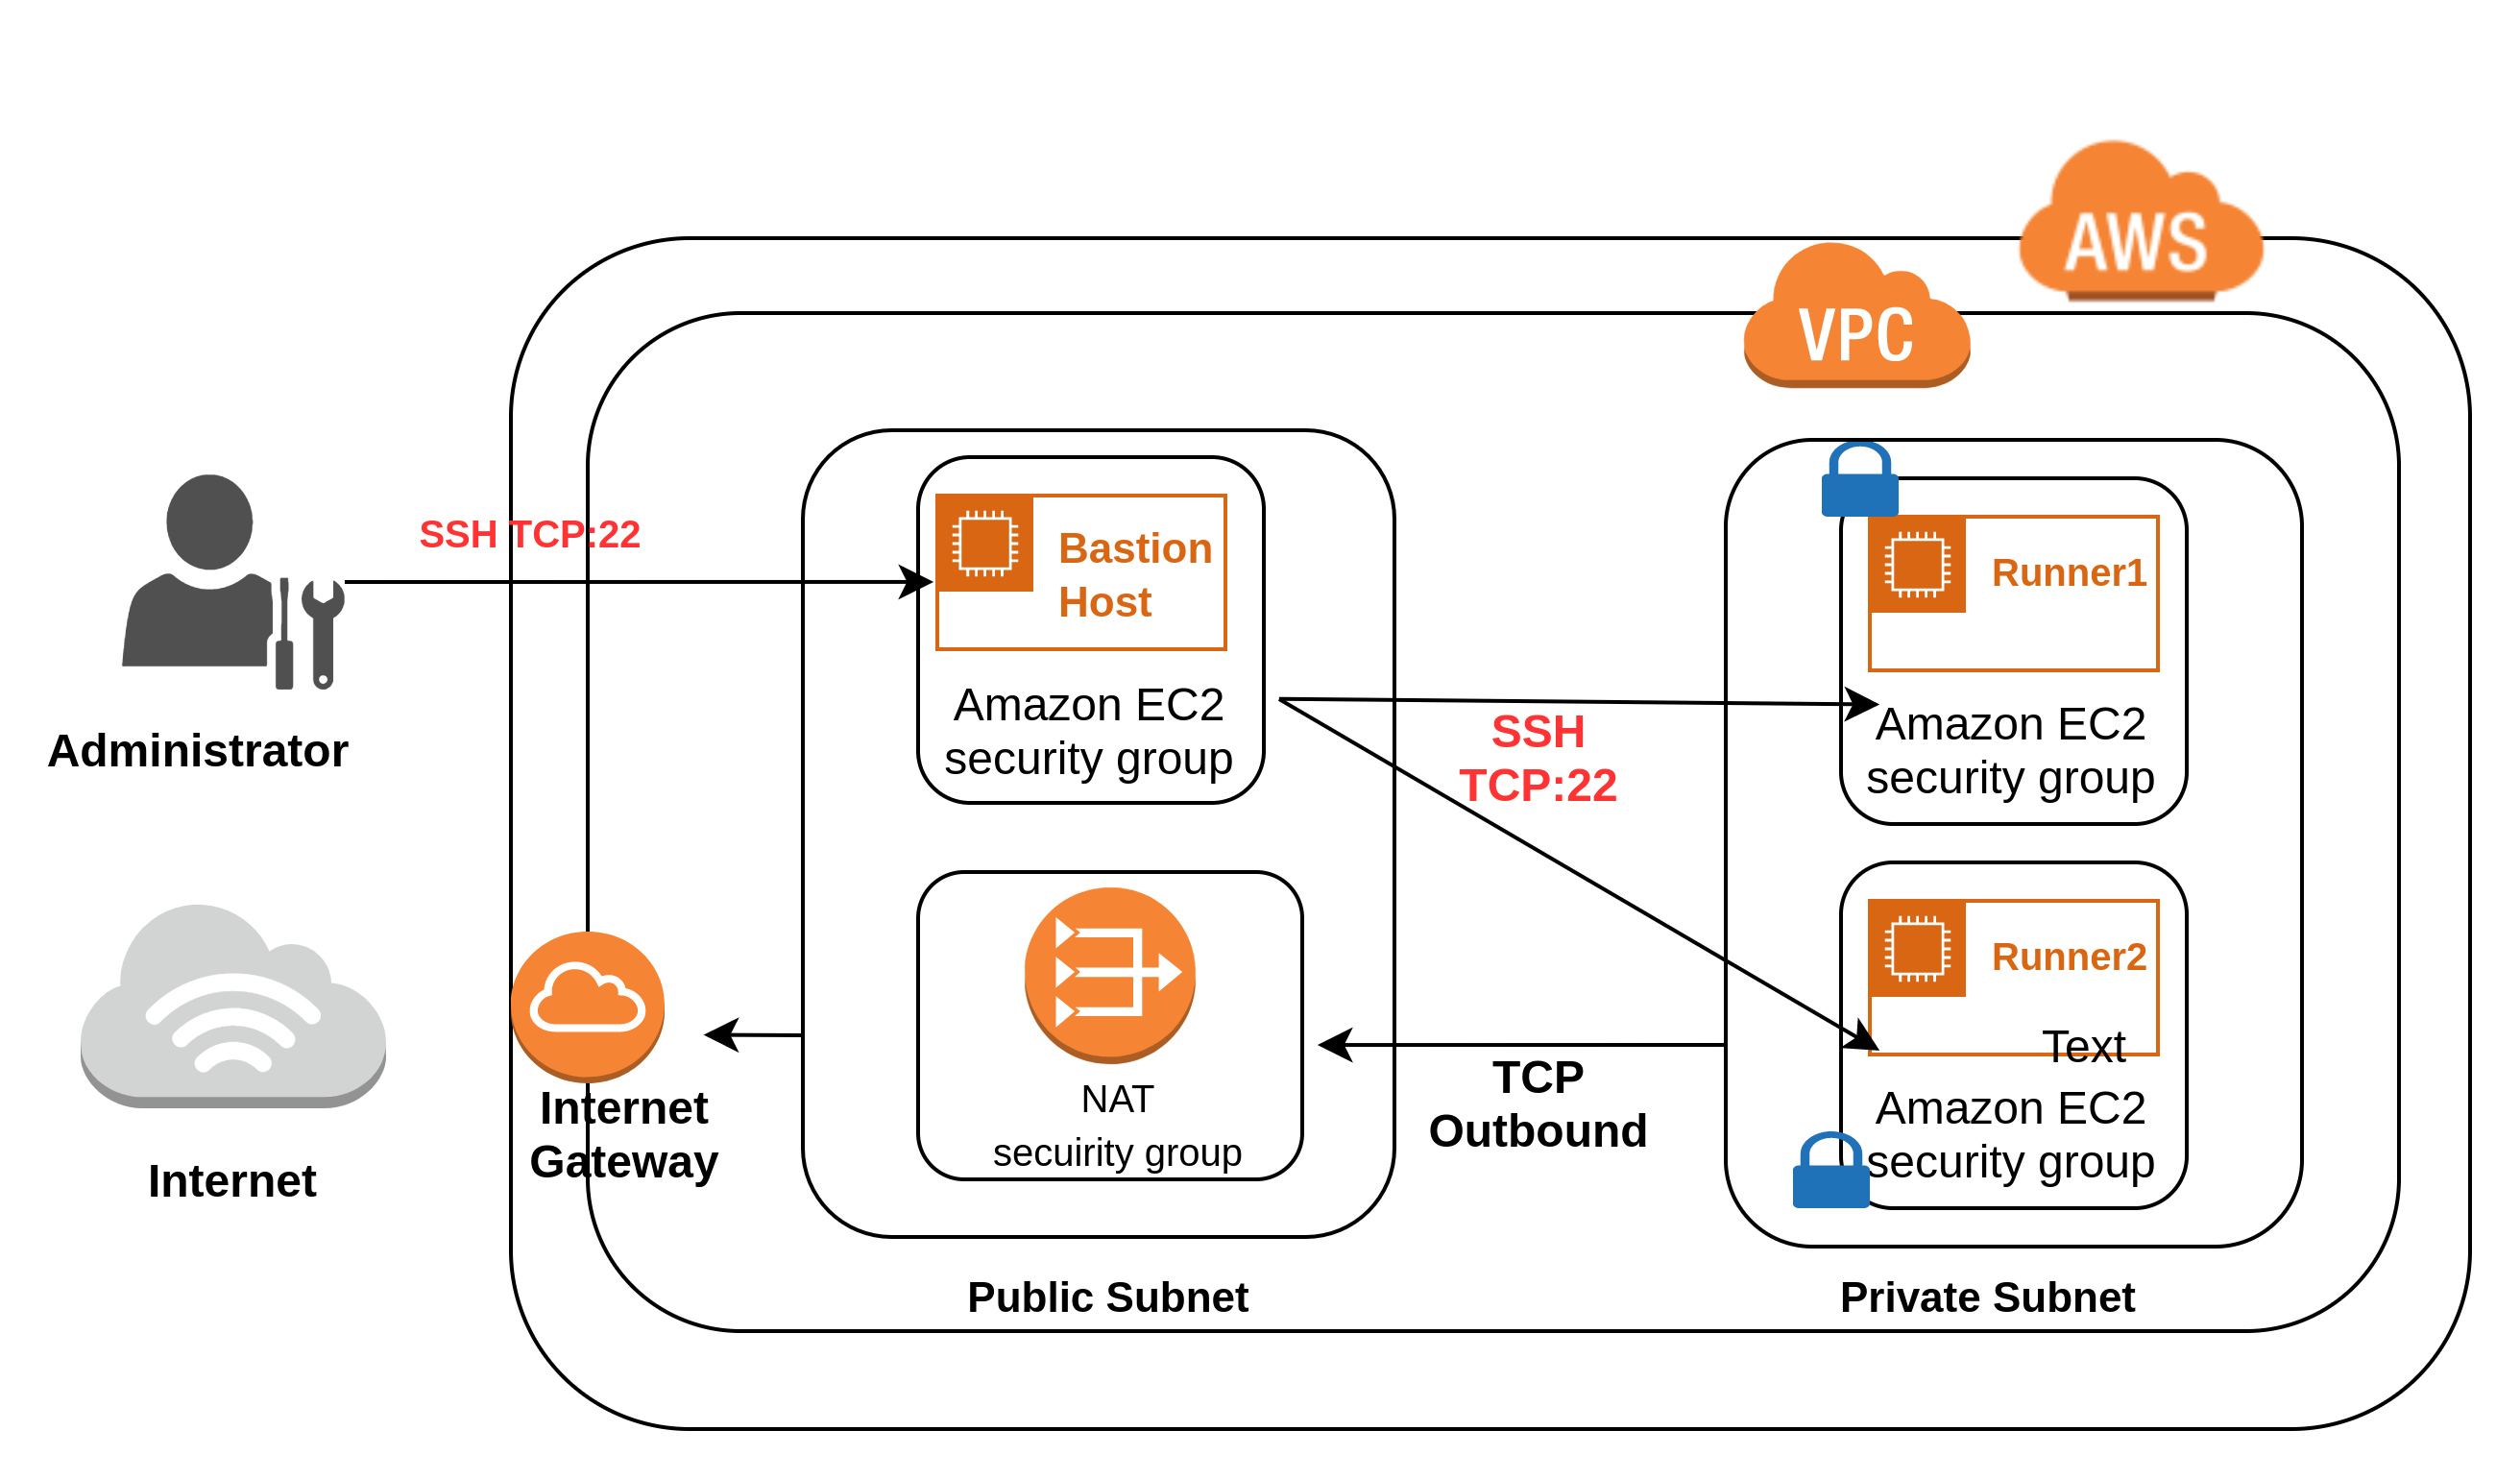 AWS
VPC
SSH TCP:22
Bastion
Host
Runner1
Amazon EC2
security group
Amazon EC2
security group
SSH
TCP:22
Administrator
Runner2
Text
NAT
secuirity group
TCP
Outbound
Amazon EC2
security group
Internet
Gateway
Internet
Public Subnet
Private Subnet